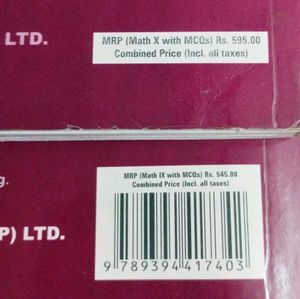 LTD.
MRP (Math X with MCQs) Rs. 595.00
Combined Price (Incl. all taxes)
g.
MRP (Math IX with MCQs) Rs. 545.00
Combined Price (Incl. all taxes)
P) LTD.
9 789394 417403